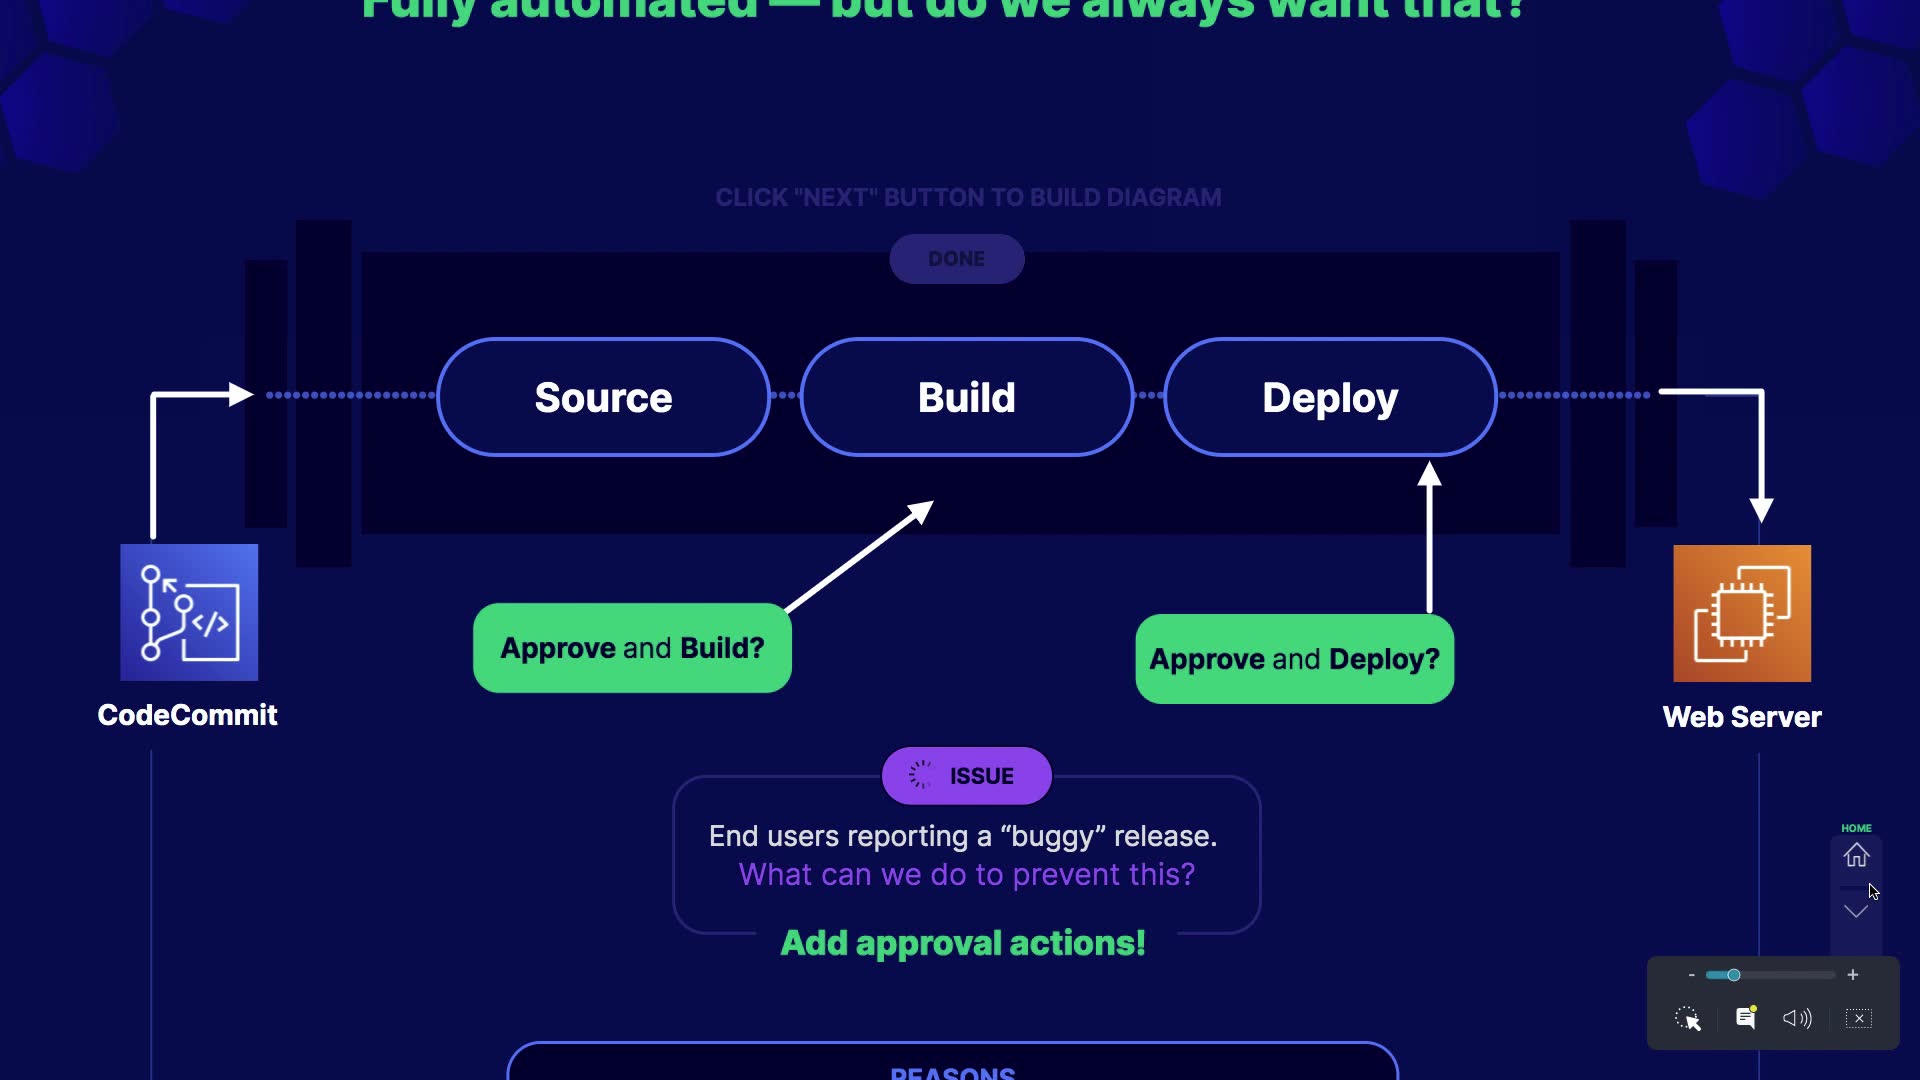 Fully automated — but do we always want that?
CLICK "NEXT" BUTTON TO BUILD DIAGRAM
DONE
Source
Build
Deploy
Approve and Build?
Approve and Deploy?
CodeCommit
Web Server
ISSUE
End users reporting a “buggy” release.
What can we do to prevent this?
Add approval actions!
HOME
REASONS